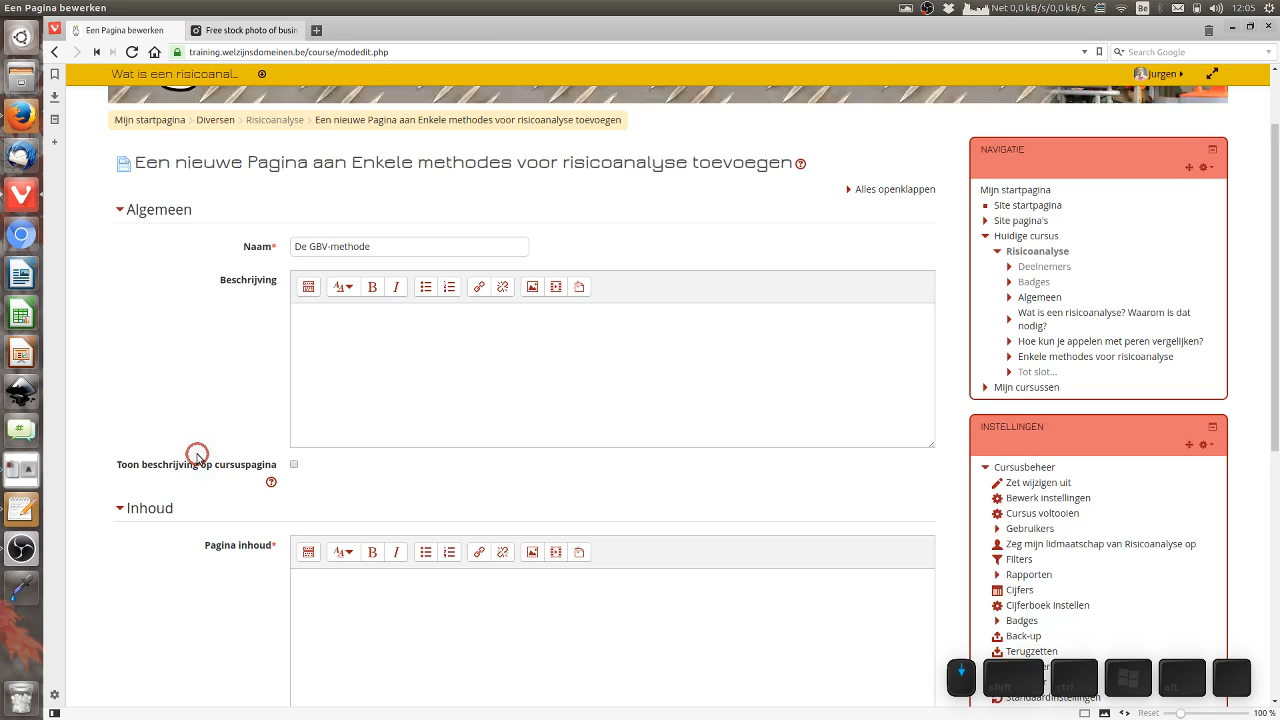 Een Pagina bewerken
Net 0,0 kB/s/0,0 kB/s
Be
12:05
Een Pagina bewerken
Free stock photo of busin
training.welzijnsdomeinen.be/course/modedit.php
Search Google
Wat is een risicoanal...
Jurgen
Mijn startpagina
Diversen
Risicoanalyse
Een nieuwe Pagina aan Enkele methodes voor risicoanalyse toevoegen
Een nieuwe Pagina aan Enkele methodes voor risicoanalyse toevoegen
Alles openklappen
Algemeen
Naam*
De GBV-methode
Beschrijving
Toon beschrijving op cursuspagina
Inhoud
Pagina inhoud*
NAVIGATIE
Mijn startpagina
Site startpagina
Site pagina's
Huidige cursus
Risicoanalyse
Deelnemers
Badges
Algemeen
Wat is een risicoanalyse? Waarom is dat
nodig?
Hoe kun je appelen met peren vergelijken?
Enkele methodes voor risicoanalyse
Tot slot...
Mijn cursussen
INSTELLINGEN
Cursusbeheer
Zet wijzigen uit
Bewerk instellingen
Cursus voltooien
Gebruikers
Zeg mijn lidmaatschap van Risicoanalyse op
Filters
Rapporten
Cijfers
Cijferboek instellen
Badges
Back-up
Terugzetten
shift
ctrl
alt
Reset
100 %